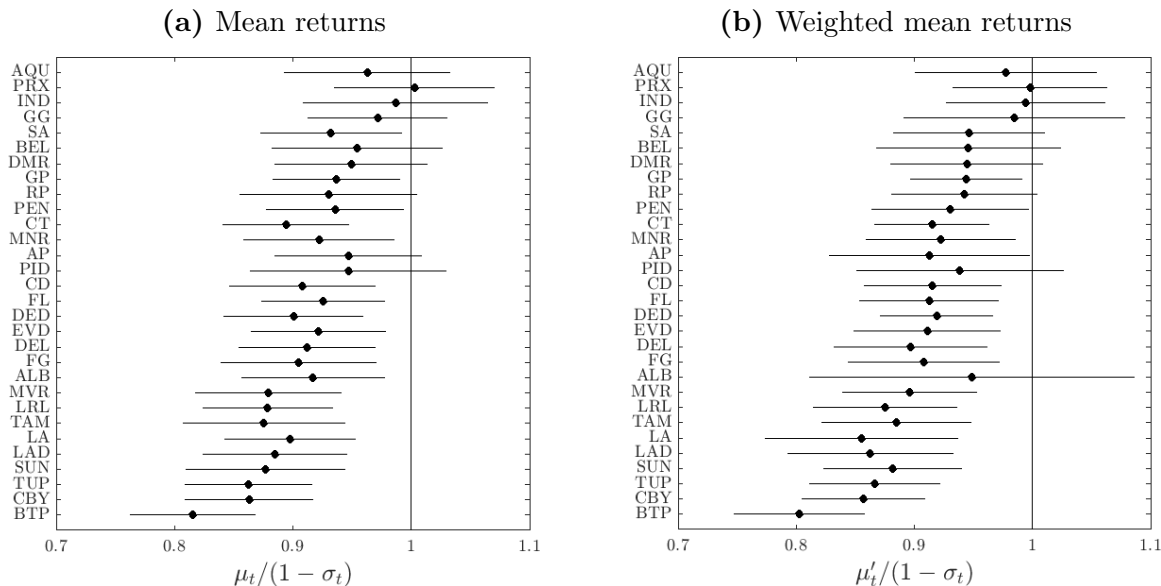 (a) Mean returns
AQU
PRX
IND
GG
SA
BEL
DMR
GP
RP
PEN
CT
MNR
AP
PID
CD
FL
DED
EVD
DEL
FG
ALB
MVR
LRL
TAM
LA
LAD
SUN
TUP
CBY
BTP
0.7 0.8 0.9 1 1.1
μt/(1 − σt)
(b) Weighted mean returns
AQU
PRX
IND
GG
SA
BEL
DMR
GP
RP
PEN
CT
MNR
AP
PID
CD
FL
DED
EVD
DEL
FG
ALB
MVR
LRL
TAM
LA
LAD
SUN
TUP
CBY
BTP
0.7 0.8 0.9 1 1.1
μ′t/(1 − σt)